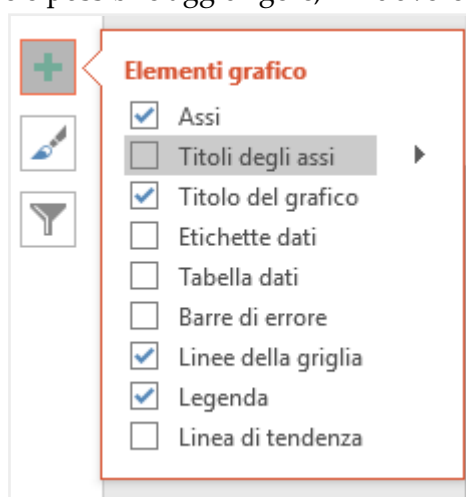 Elementi grafico
Assi
Titoli degli assi
Titolo del grafico
Etichette dati
Tabella dati
Barre di errore
Linee della griglia
Legenda
Linea di tendenza